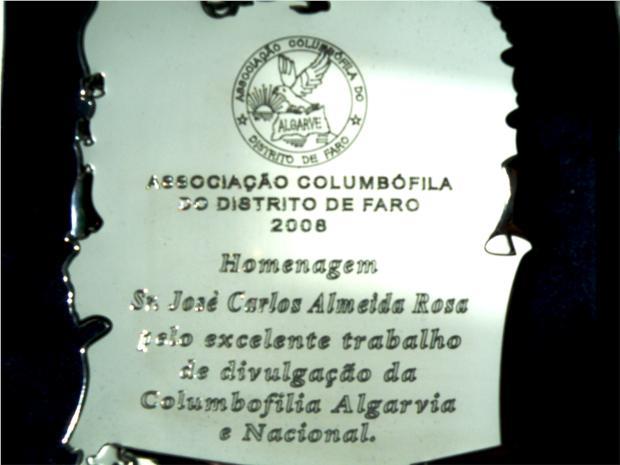 ASSOCIAÇÃO COLUMBÓFILA DO
ALGARVE
DISTRITO DE FARO
ASSOCIAÇÃO COLUMBÓFILA
DO DISTRITO DE FARO
2008
Homenagem
Sr. José Carlos Almeida Rosa
pelo excelente trabalho
de divulgação da
Columbofilia Algarvia
e Nacional.